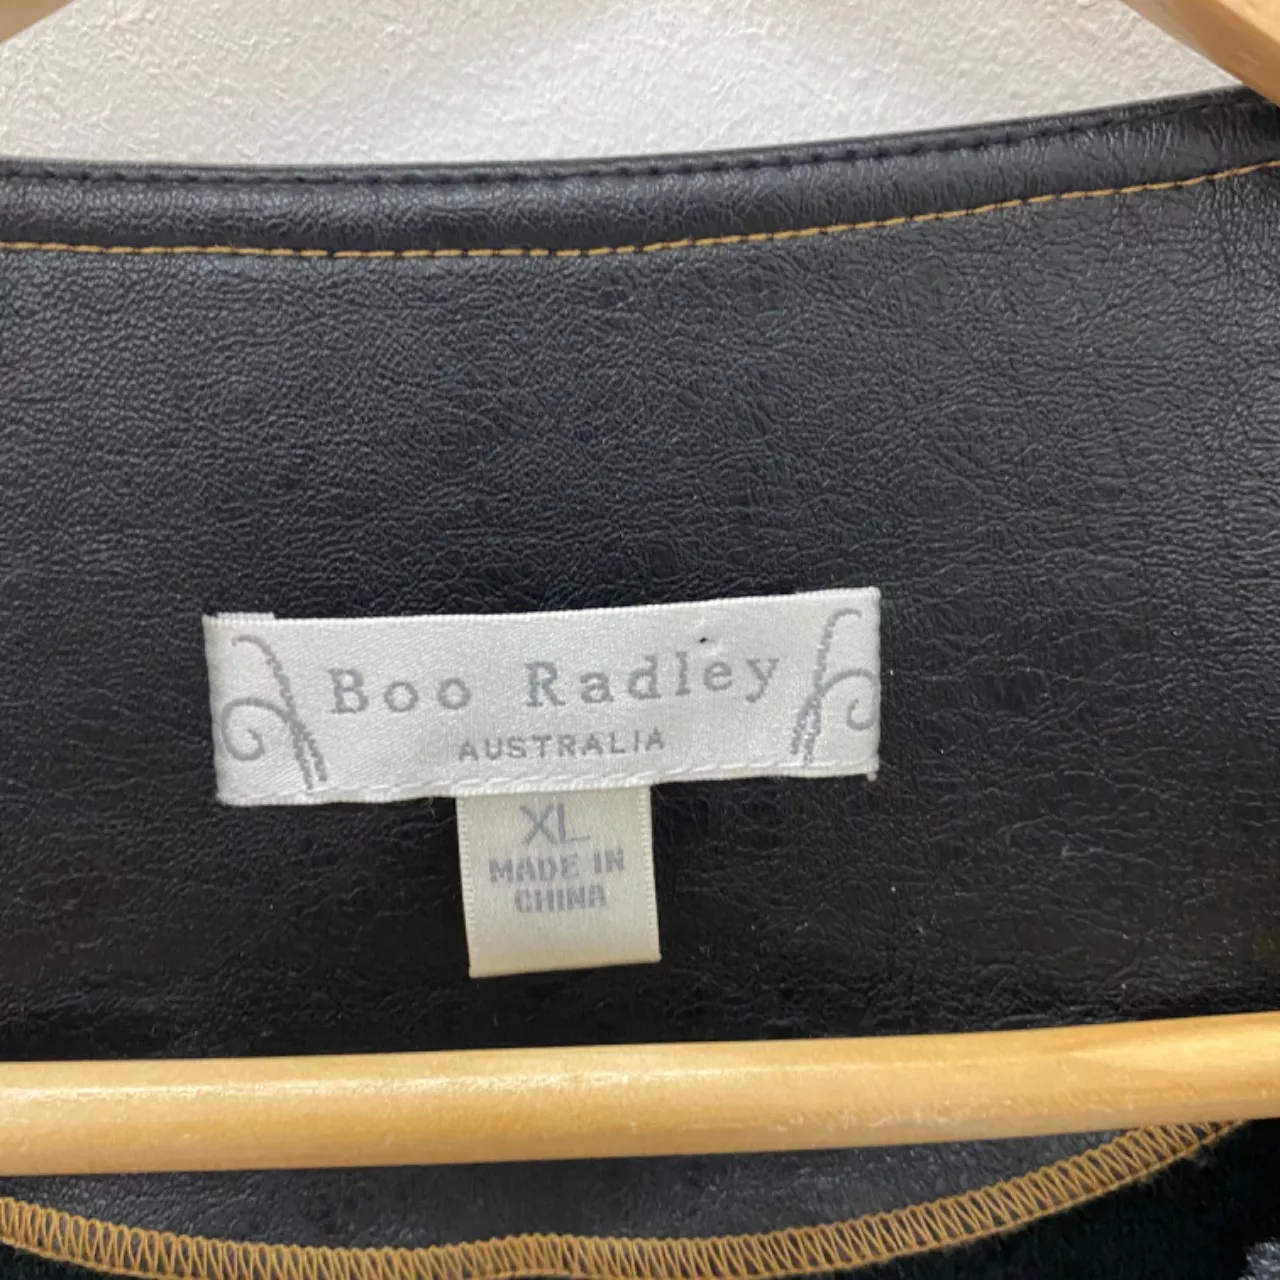 Boo Radley
AUSTRALIA
XL
MADE IN
CHINA